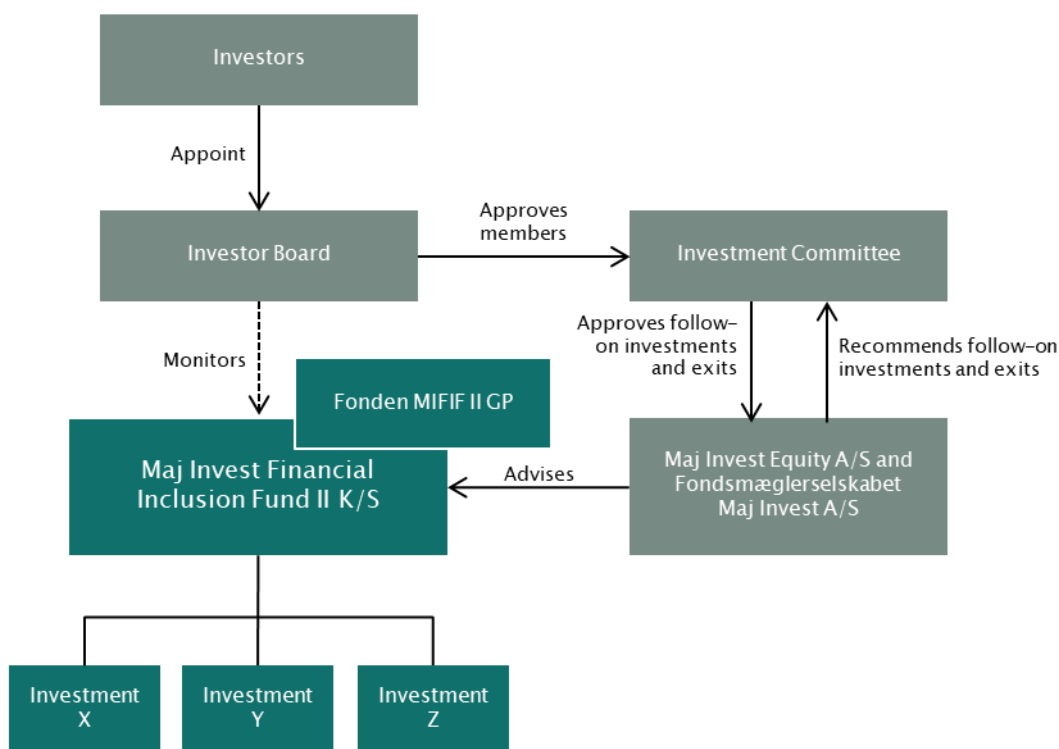 Investors
Appoint
Investor Board
Approves
members
Investment Committee
Monitors
Approves follow–
on investments
and exits
Recommends follow–on
investments and exits
Fonden MIFIF II GP
Maj Invest Financial
Inclusion Fund II K/S
Advises
Maj Invest Equity A/S and
Fondsmæglerselskabet
Maj Invest A/S
Investment
X
Investment
Y
Investment
Z